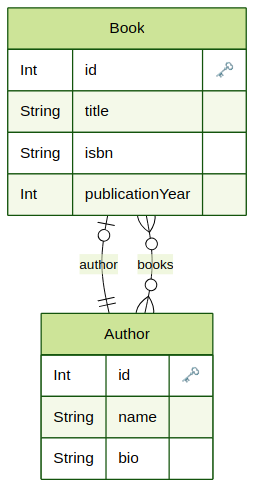 Book
Int id
String title
String isbn
Int publicationYear
author books
Author
Int id
String name
String bio